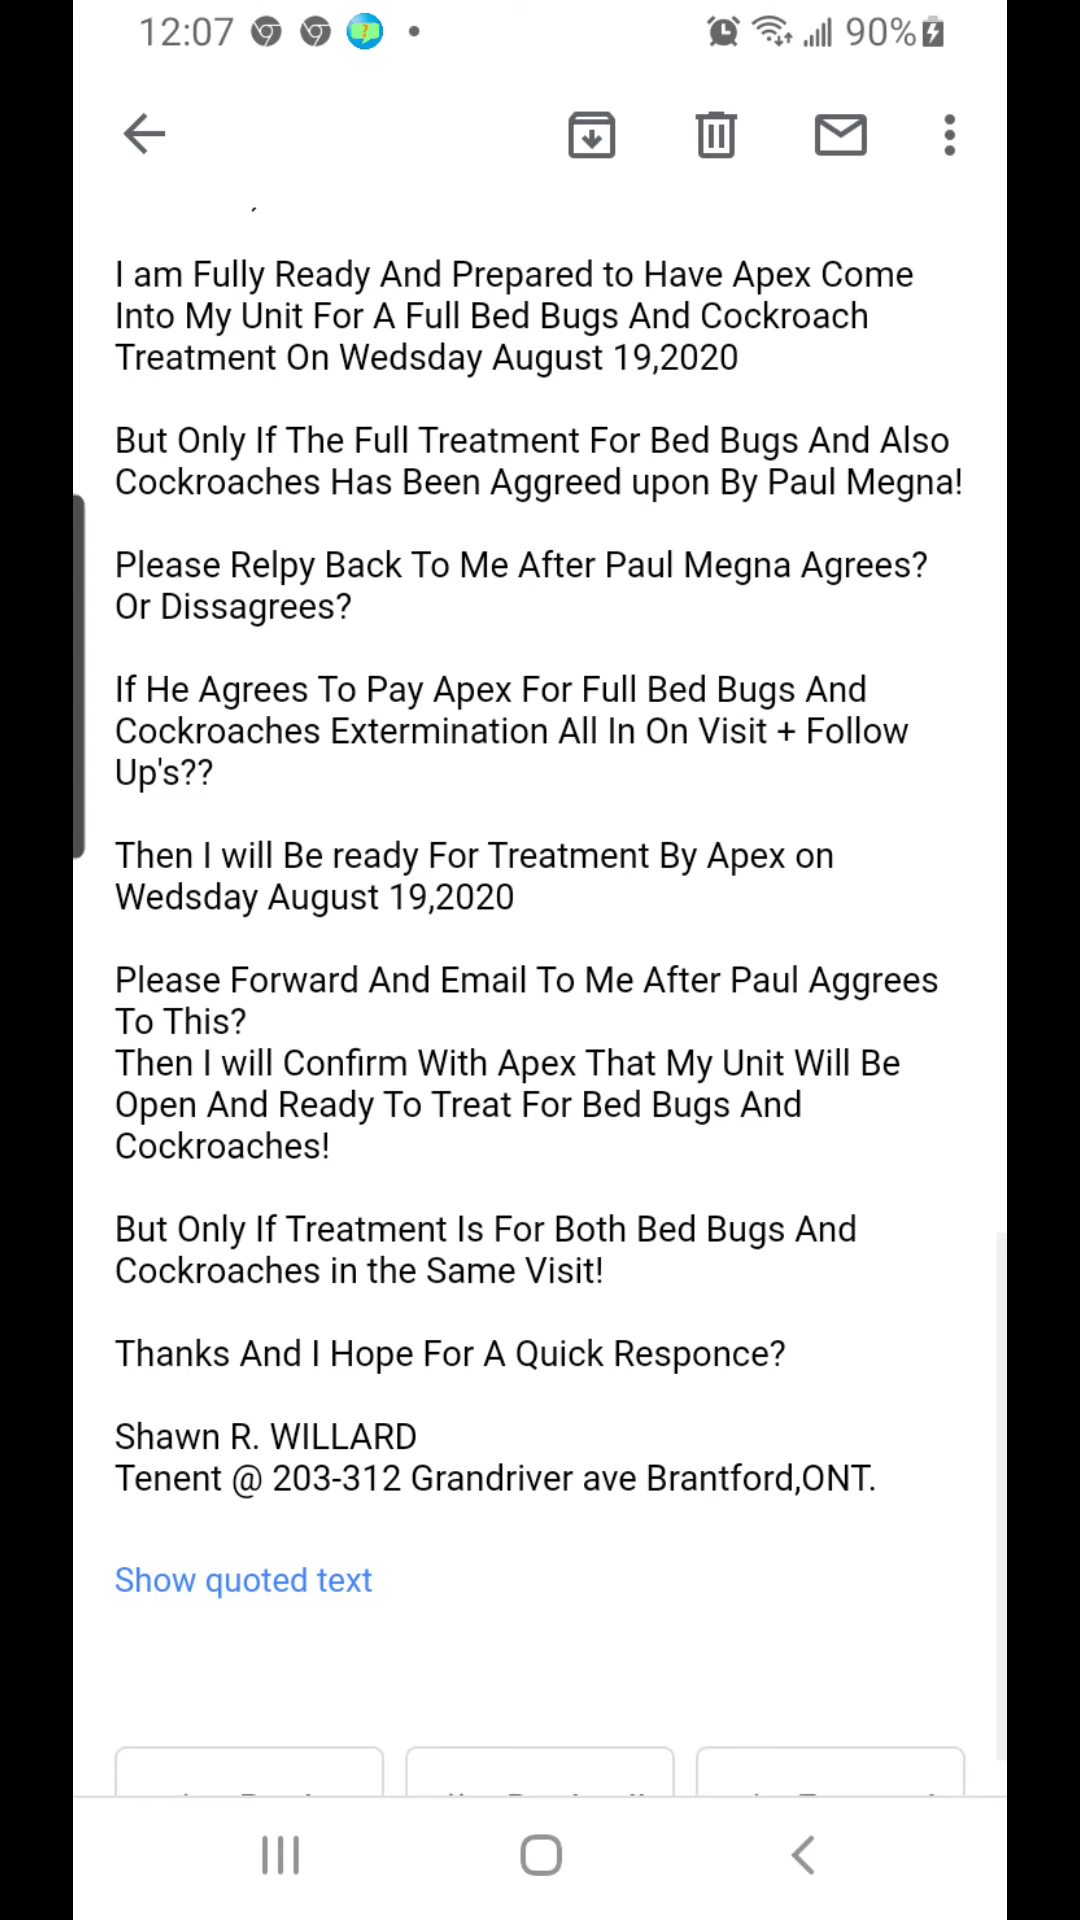 12:07
90%
I am Fully Ready And Prepared to Have Apex Come
Into My Unit For A Full Bed Bugs And Cockroach
Treatment On Wedsday August 19,2020
But Only If The Full Treatment For Bed Bugs And Also
Cockroaches Has Been Aggreed upon By Paul Megna!
Please Relpy Back To Me After Paul Megna Agrees?
Or Dissagrees?
If He Agrees To Pay Apex For Full Bed Bugs And
Cockroaches Extermination All In On Visit + Follow
Up's??
Then I will Be ready For Treatment By Apex on
Wedsday August 19,2020
Please Forward And Email To Me After Paul Aggrees
To This?
Then I will Confirm With Apex That My Unit Will Be
Open And Ready To Treat For Bed Bugs And
Cockroaches!
But Only If Treatment Is For Both Bed Bugs And
Cockroaches in the Same Visit!
Thanks And I Hope For A Quick Responce?
Shawn R. WILLARD
Tenent @ 203-312 Grandriver ave Brantford,ONT.
Show quoted text